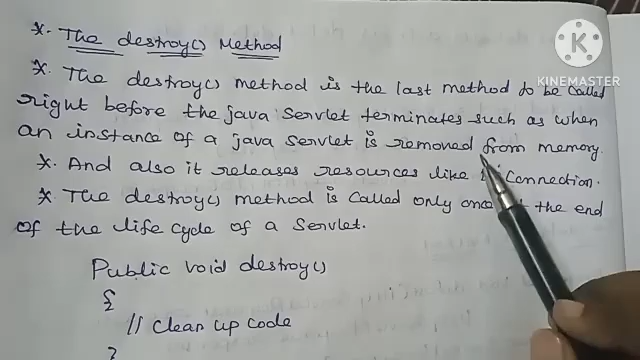 *. The destroy() Method
K
KINEMASTER
*. The destroy() method is the last method to be called
right before the java servlet terminates such as when
an instance of a java servlet is removed from memory.
*. And also it releases resources like Connection.
*. The destroy() method is called only once the end
of the life cycle of a servlet.
Public void destroy()
{
// clean up code
}